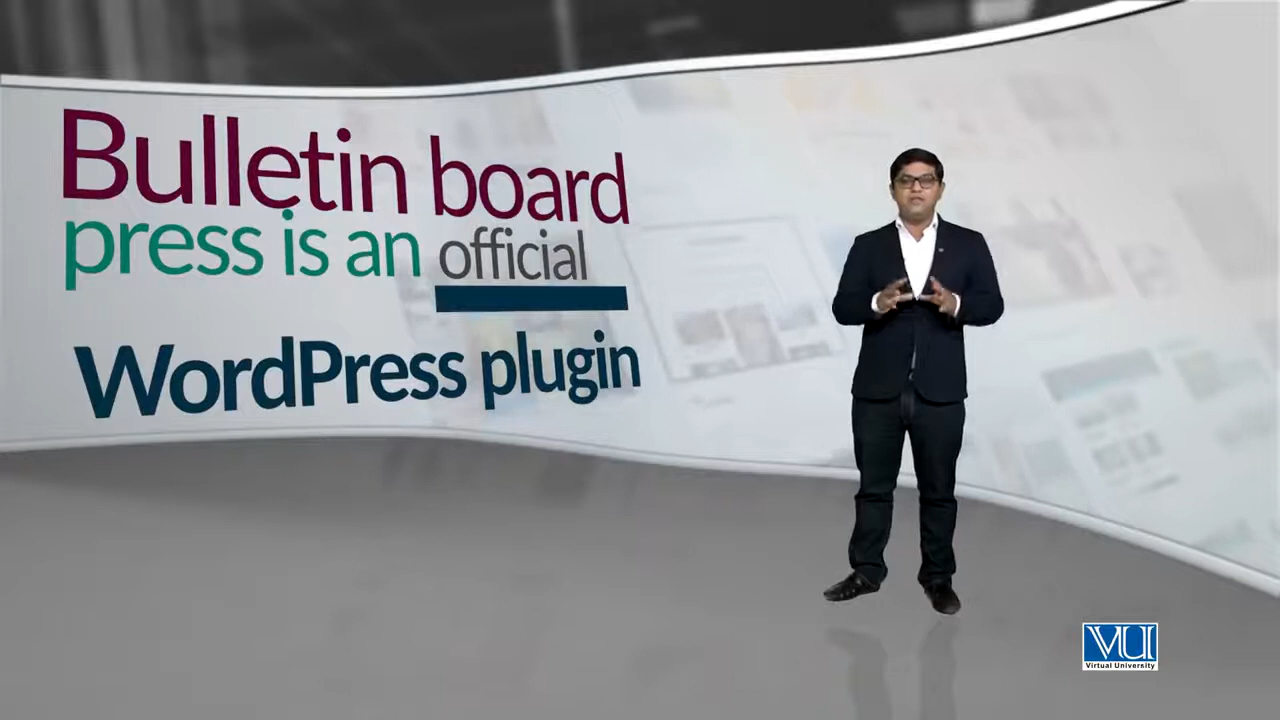 Bulletin board
press is an official
WordPress plugin
VU
Virtual University